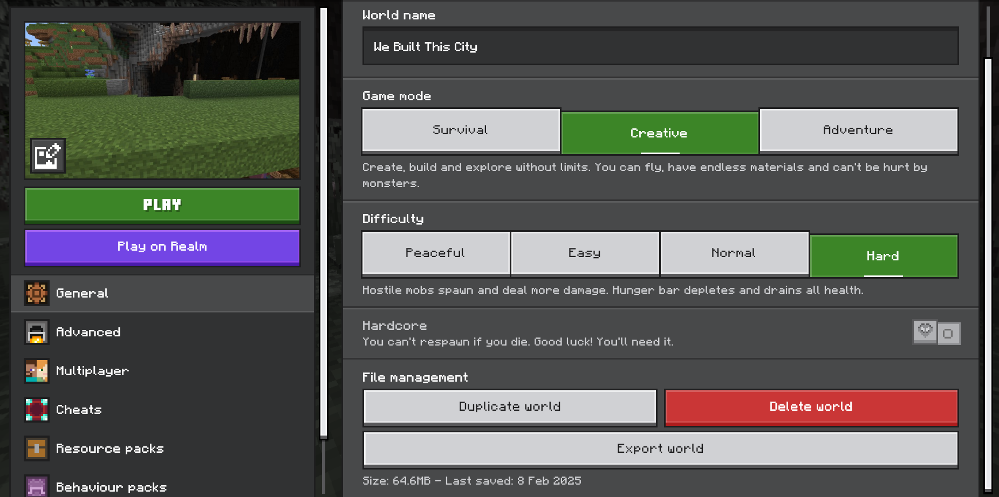 PLAY
Play on Realm
General
Advanced
Multiplayer
Cheats
Resource packs
Behaviour packs
World name
We Built This City
Game mode
Survival
Creative
Adventure
Create, build and explore without limits. You can fly, have endless materials and can't be hurt by
monsters.
Difficulty
Peaceful
Easy
Normal
Hard
Hostile mobs spawn and deal more damage. Hunger bar depletes and drains all health.
Hardcore
You can't respawn if you die. Good luck! You'll need it.
File management
Duplicate world
Delete world
Export world
Size: 64.6MB – Last saved: 8 Feb 2025